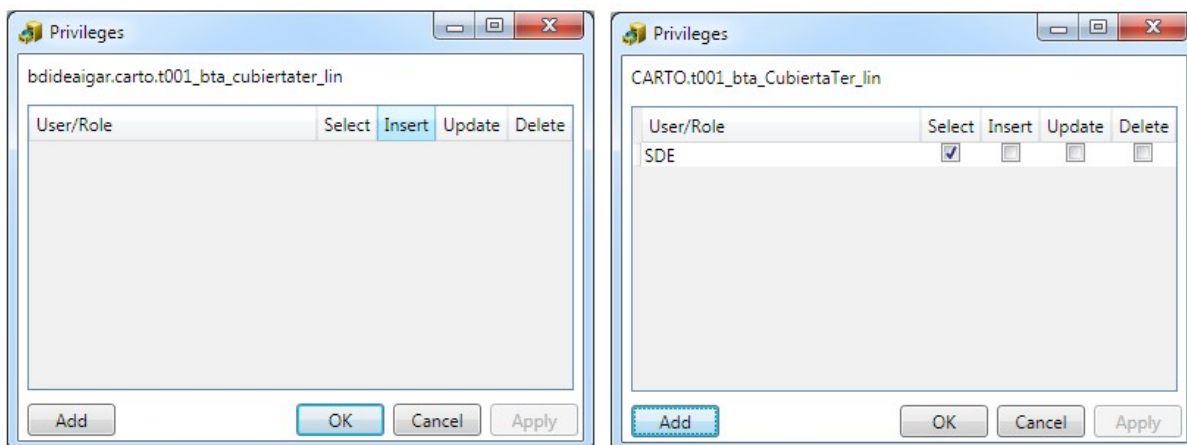 Privileges
bdideaigar.carto.t001_bta_cubiertater_lin
User/Role Select Insert Update Delete
Add OK Cancel Apply
Privileges
CARTO.t001_bta_CubiertaTer_lin
User/Role Select Insert Update Delete
SDE
Add OK Cancel Apply